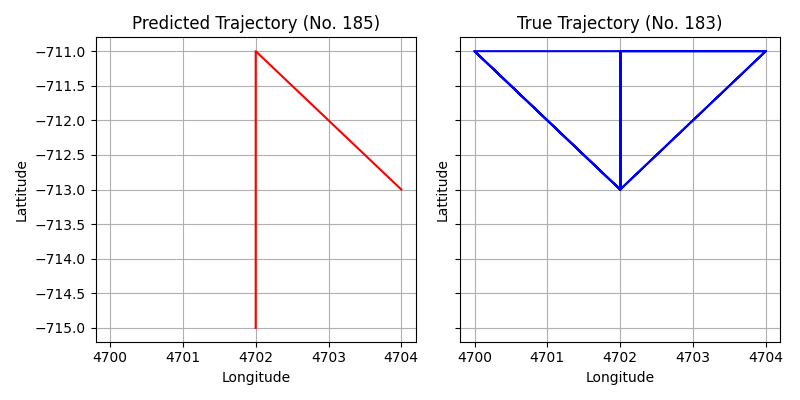 Predicted Trajectory (No. 185)
True Trajectory (No. 183)
−711.0
−711.5
−712.0
−712.5
−713.0
−713.5
−714.0
−714.5
−715.0
Lattitude
Lattitude
4700 4701 4702 4703 4704
4700 4701 4702 4703 4704
Longitude
Longitude